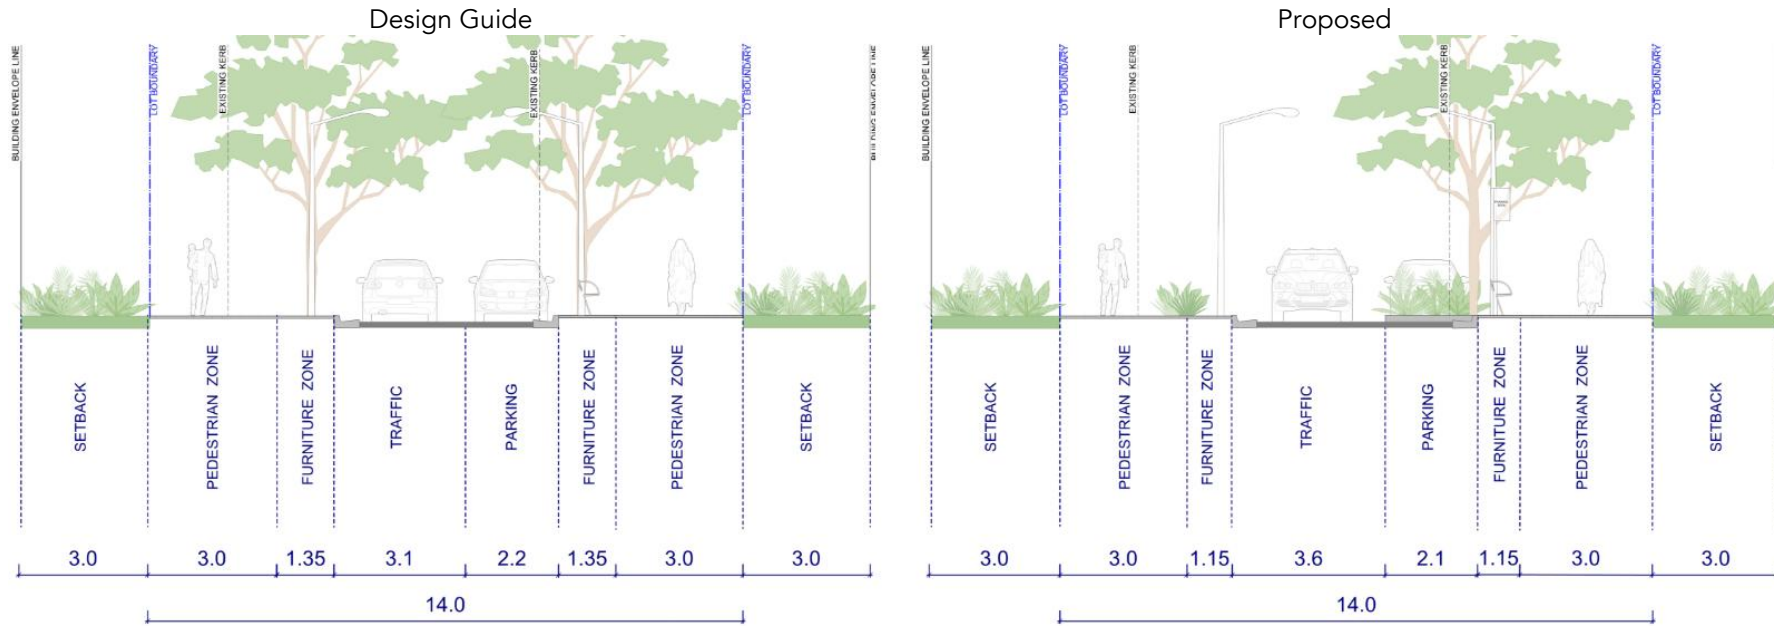 Design Guide
BUILDING ENVELOPE LINE
LOT BOUNDARY
EXISTING KERB
EXISTING KERB
LOT BOUNDARY
BUILDING ENVELOPE LINE
SETBACK
PEDESTRIAN ZONE
FURNITURE ZONE
TRAFFIC
PARKING
FURNITURE ZONE
PEDESTRIAN ZONE
SETBACK
3.0 3.0 1.35 3.1 2.2 1.35 3.0 3.0
14.0
Proposed
BUILDING ENVELOPE LINE
LOT BOUNDARY
EXISTING KERB
EXISTING KERB
LOT BOUNDARY
SETBACK
PEDESTRIAN ZONE
FURNITURE ZONE
TRAFFIC
PARKING
FURNITURE ZONE
PEDESTRIAN ZONE
SETBACK
3.0 3.0 1.15 3.6 2.1 1.15 3.0 3.0
14.0